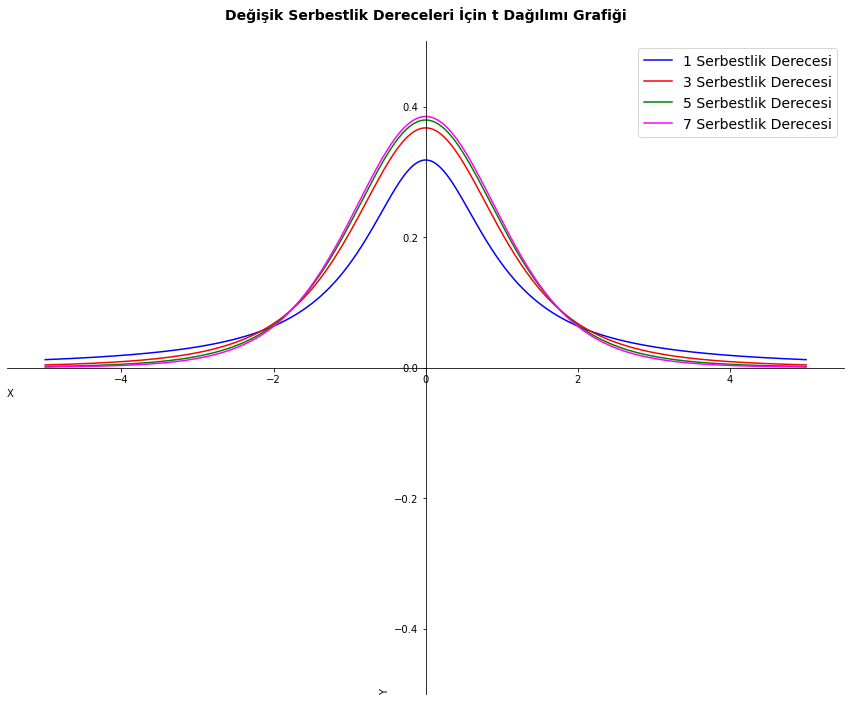 Değişik Serbestlik Dereceleri İçin t Dağılımı Grafiği
1 Serbestlik Derecesi
3 Serbestlik Derecesi
5 Serbestlik Derecesi
7 Serbestlik Derecesi
0.4
0.2
0.0
−4
−2
0
2
4
X
−0.2
−0.4
Y